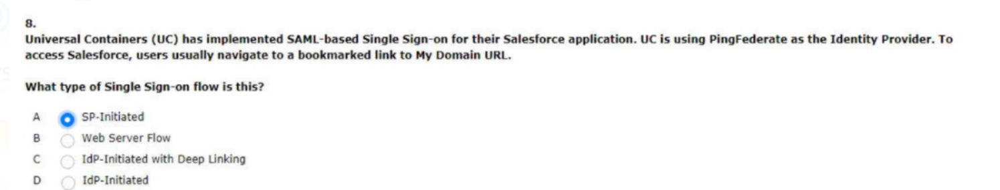 8.
Universal Containers (UC) has implemented SAML-based Single Sign-on for their Salesforce application. UC is using PingFederate as the Identity Provider. To
access Salesforce, users usually navigate to a bookmarked link to My Domain URL.
What type of Single Sign-on flow is this?
A SP-Initiated
B Web Server Flow
C IdP-Initiated with Deep Linking
D IdP-Initiated